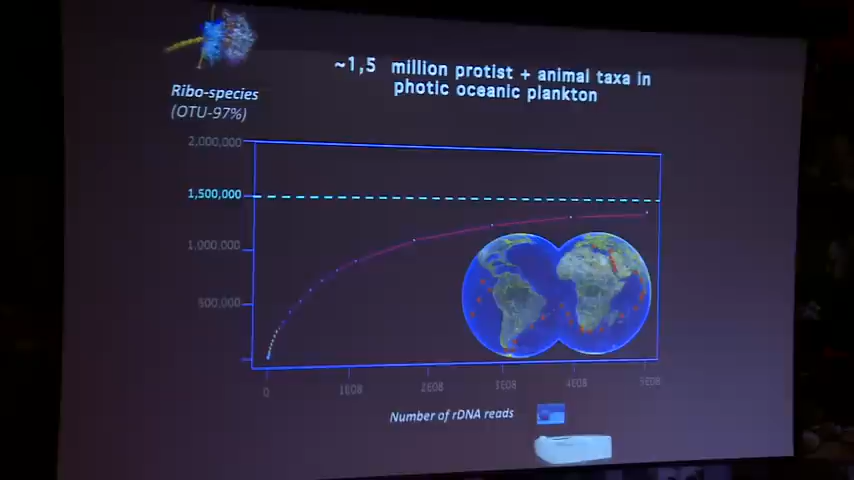 ~1,5 million protist + animal taxa in
photic oceanic plankton
Ribo-species
(OTU-97%)
2,000,000
1,500,000
1,000,000
500,000
0
1E08
2E08
3E08
4E08
5E08
Number of rDNA reads